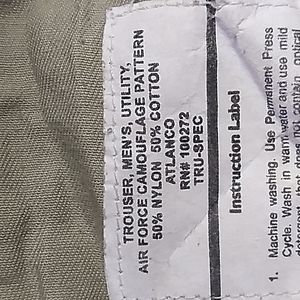 TROUSER, MEN'S, UTILITY,
AIR FORCE CAMOUFLAGE PATTERN
50% NYLON 50% COTTON
ATLANCO
RN# 100272
TRU-SPEC
Instruction Label
1. Machine washing. Use Permanent Press
Cycle. Wash in warm water and use mild